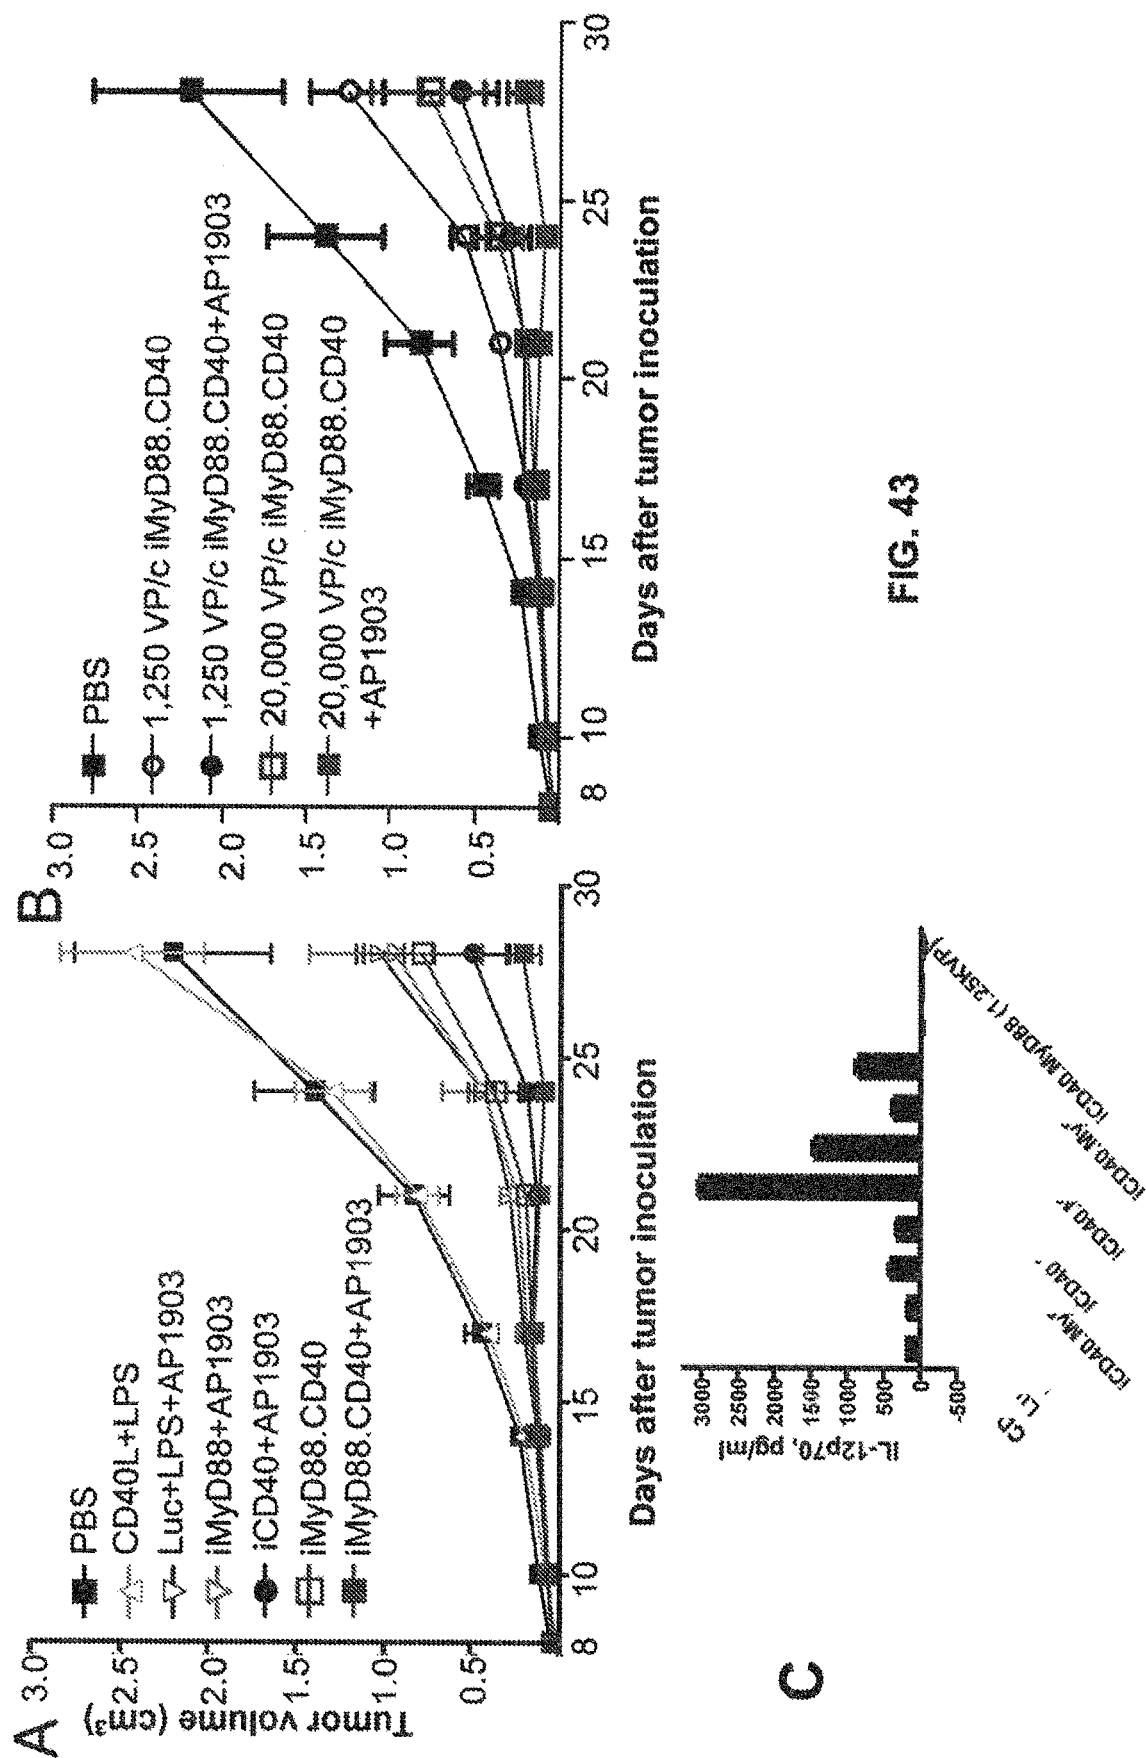 A
Tumor volume (cm³)
3.0
2.5
2.0
1.5
1.0
0.5
8
10
15
20
25
30
Days after tumor inoculation
PBS
CD40L+LPS
Luc+LPS+AP1903
iMyD88+AP1903
iCD40+AP1903
iMyD88.CD40
iMyD88.CD40+AP1903
B
3.0
2.5
2.0
1.5
1.0
0.5
8
10
15
20
25
30
Days after tumor inoculation
PBS
1,250 VP/c iMyD88.CD40
1,250 VP/c iMyD88.CD40+AP1903
20,000 VP/c iMyD88.CD40
20,000 VP/c iMyD88.CD40
+AP1903
C
IL-12p70, pg/ml
3000
2500
2000
1500
1000
500
0
-500
iCD40.My
iCD40
iCD40.My
iCD40.MyD88 (1.25KVP)
FIG. 43